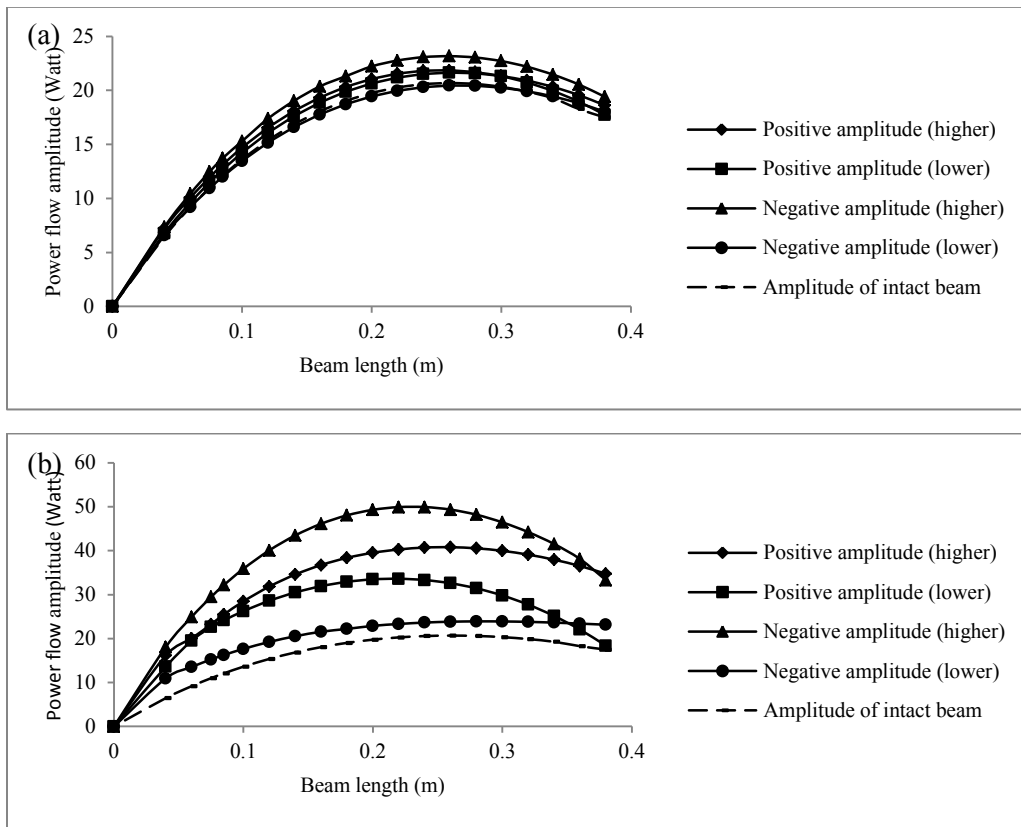 (a)
Power flow amplitude (Watt)
25
20
15
10
5
0
0 0.1 0.2 0.3 0.4
Beam length (m)
Positive amplitude (higher)
Positive amplitude (lower)
Negative amplitude (higher)
Negative amplitude (lower)
Amplitude of intact beam
(b)
Power flow amplitude (Watt)
60
50
40
30
20
10
0
0 0.1 0.2 0.3 0.4
Beam length (m)
Positive amplitude (higher)
Positive amplitude (lower)
Negative amplitude (higher)
Negative amplitude (lower)
Amplitude of intact beam